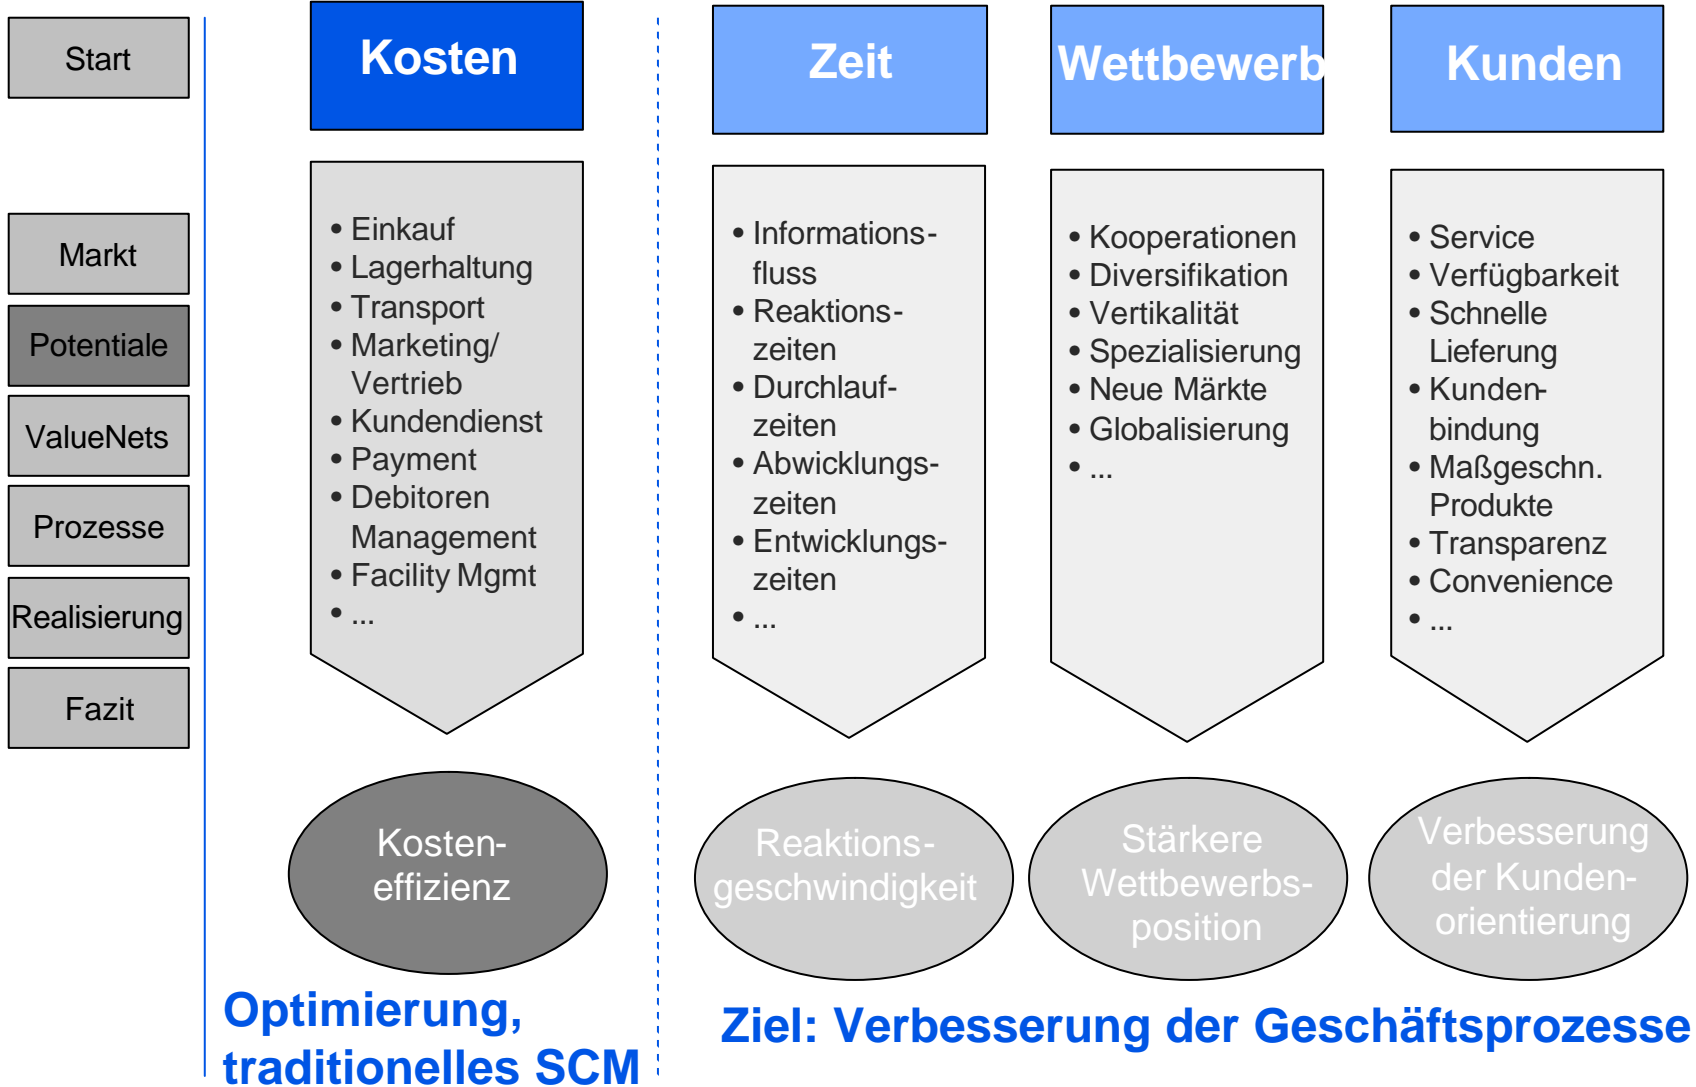 Start
Markt
Potentiale
ValueNets
Prozesse
Realisierung
Fazit
Kosten
• Einkauf
• Lagerhaltung
• Transport
• Marketing/
Vertrieb
• Kundendienst
• Payment
• Debitoren
Management
• Facility Mgmt
• ...
Kosten-
effizienz
Optimierung,
traditionelles SCM
Zeit
• Informations-
fluss
• Reaktions-
zeiten
• Durchlauf-
zeiten
• Abwicklungs-
zeiten
• Entwicklungs-
zeiten
• ...
Reaktions-
geschwindigkeit
Wettbewerb
• Kooperationen
• Diversifikation
• Vertikalität
• Spezialisierung
• Neue Märkte
• Globalisierung
• ...
Stärkere
Wettbewerbs-
position
Kunden
• Service
• Verfügbarkeit
• Schnelle
Lieferung
• Kunden-
bindung
• Maßgeschn.
Produkte
• Transparenz
• Convenience
• ...
Verbesserung
der Kunden-
orientierung
Ziel: Verbesserung der Geschäftsprozesse